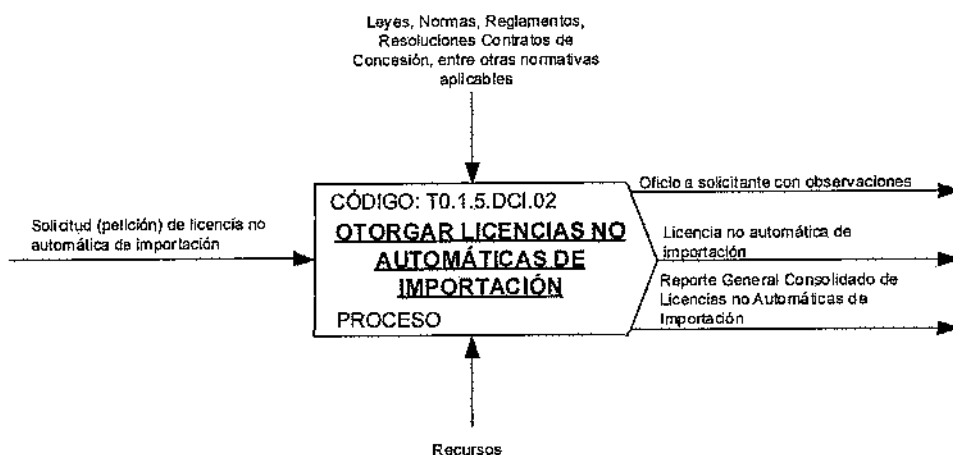 Leyes, Normas, Reglamentos,
Resoluciones Contratos de
Concesión, entre otras normativas
aplicables
Solicitud (petición) de licencia no
automática de importación
CÓDIGO: T0.1.5.DCI.02
OTORGAR LICENCIAS NO
AUTOMÁTICAS DE
IMPORTACIÓN
PROCESO
Oficio a solicitante con observaciones
Licencia no automática de
importación
Reporte General Consolidado de
Licencias no Automáticas de
Importación
Recursos